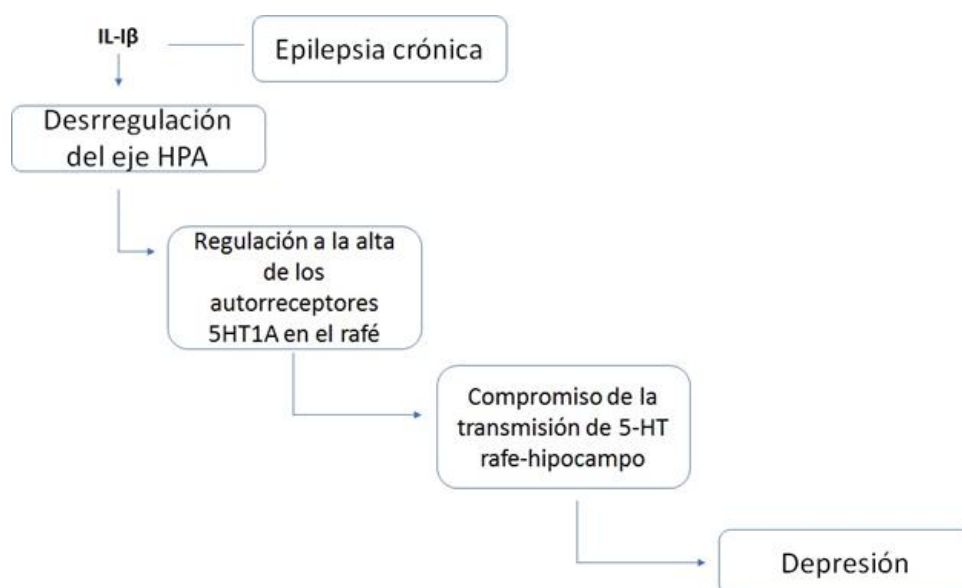 IL-Iβ
Epilepsia crónica
Desrregulación
del eje HPA
Regulación a la alta
de los
autorreceptores
5HT1A en el rafé
Compromiso de la
transmisión de 5-HT
rafe-hipocampo
Depresión